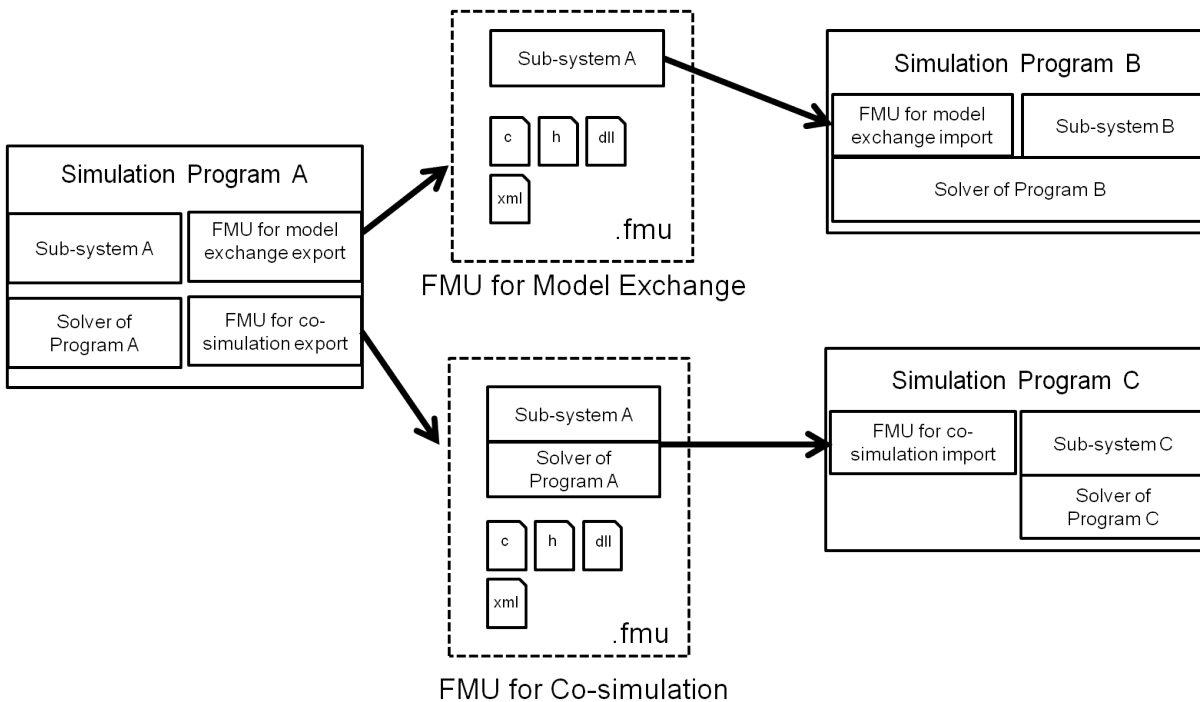 Simulation Program A
Sub-system A
FMU for model
exchange export
Solver of
Program A
FMU for co-
simulation export
Sub-system A
c
h
dll
xml
.fmu
FMU for Model Exchange
Simulation Program B
FMU for model
exchange import
Sub-system B
Solver of Program B
Sub-system A
Solver of
Program A
c
h
dll
xml
.fmu
FMU for Co-simulation
Simulation Program C
FMU for co-
simulation import
Sub-system C
Solver of
Program C